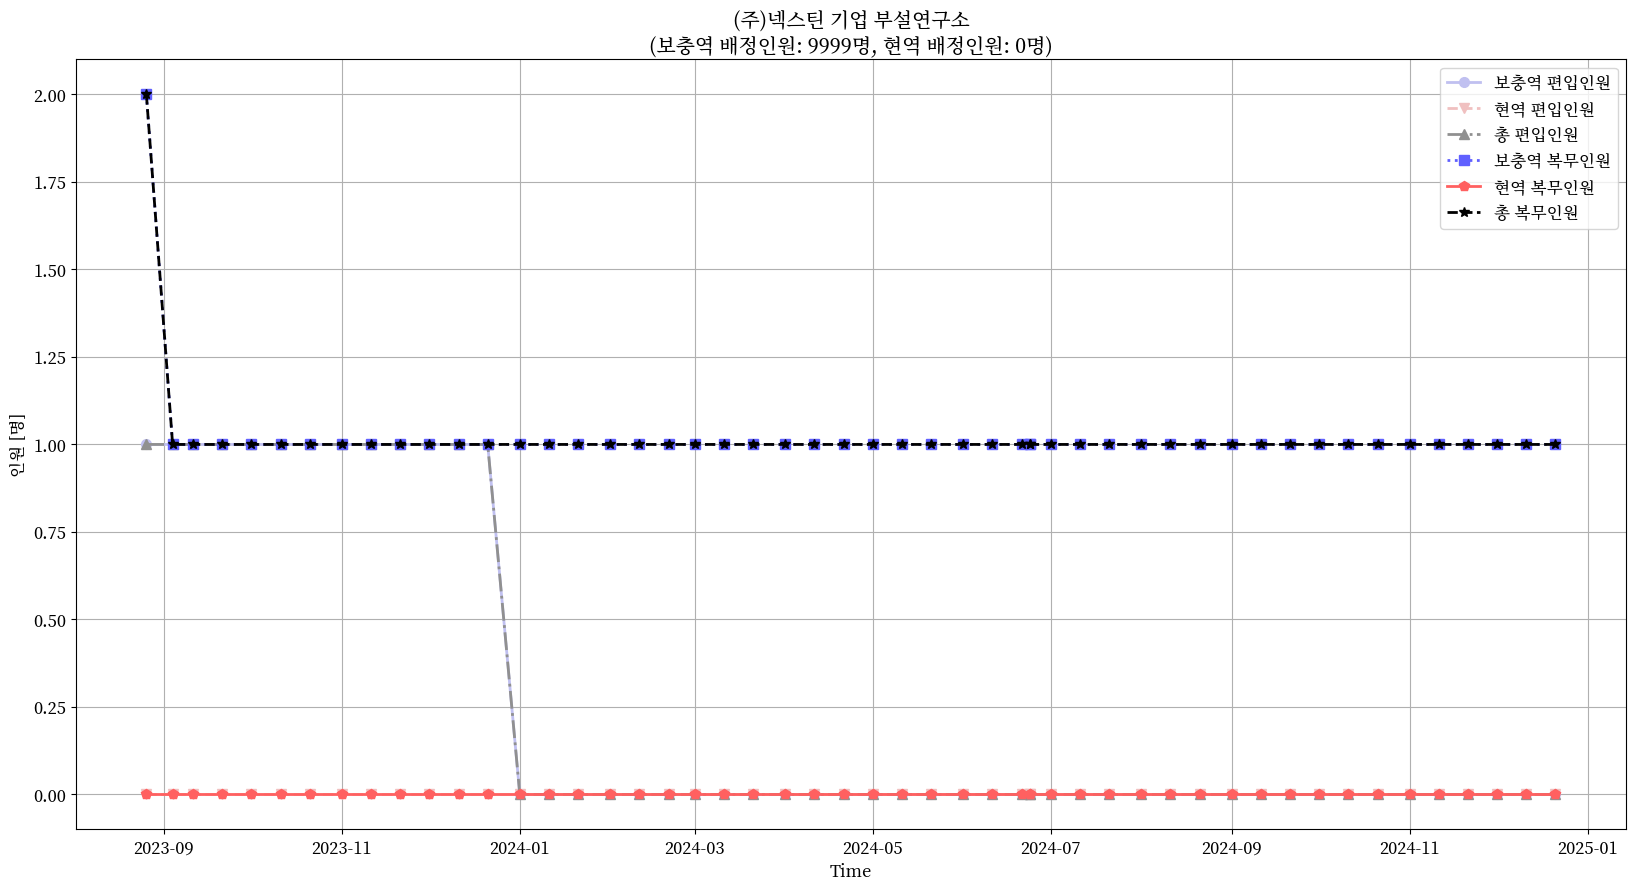 (주)넥스틴 기업 부설연구소
(보충역 배정인원: 9999명, 현역 배정인원: 0명)
보충역 편입인원
현역 편입인원
총 편입인원
보충역 복무인원
현역 복무인원
총 복무인원
인원 [명]
2.00
1.75
1.50
1.25
1.00
0.75
0.50
0.25
0.00
2023-09 2023-11 2024-01 2024-03 2024-05 2024-07 2024-09 2024-11 2025-01
Time